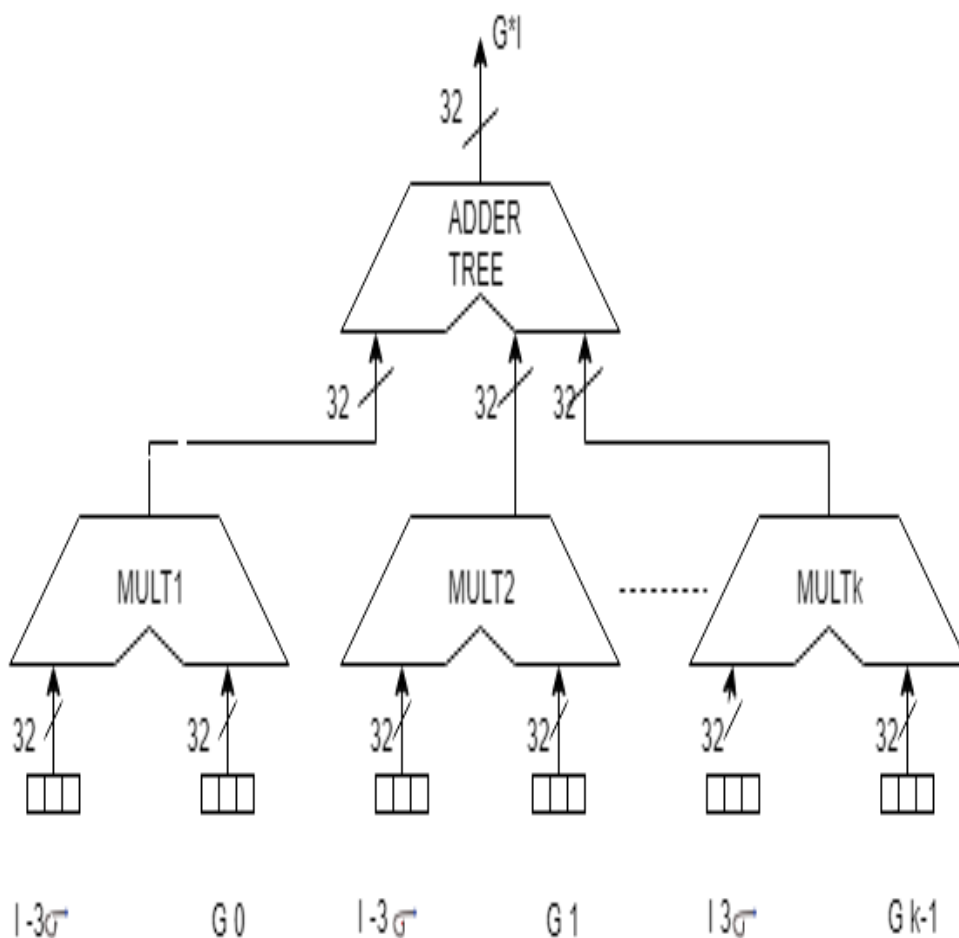 G*I
32
ADDER
TREE
32 32 32
MULT1 MULT2 MULTk
32 32 32 32 32 32
I -3σ G 0 I -3σ G 1 I 3σ G k-1